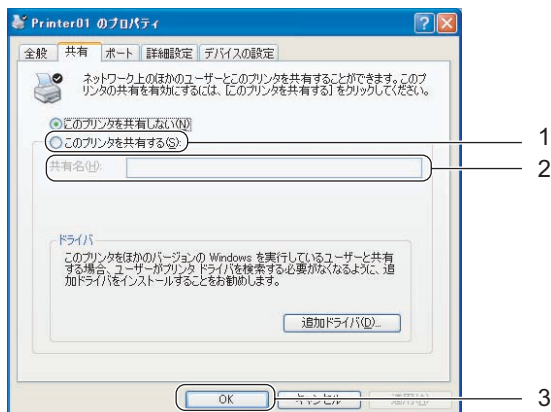 Printer01 のプロパティ
全般 共有 ポート 詳細設定 デバイスの設定
ネットワーク上のほかのユーザーとこのプリンタを共有することができます。このプ
リンタの共有を有効にするには、[このプリンタを共有する] をクリックしてください。
このプリンタを共有しない(N)
このプリンタを共有する(S):
1
共有名(H):
2
ドライバ
このプリンタをほかのバージョンの Windows を実行しているユーザーと共有
する場合、ユーザーがプリンタ ドライバを検索する必要がなくなるように、追
加ドライバをインストールすることをお勧めします。
追加ドライバ(D)...
OK キャンセル 適用(A)
3